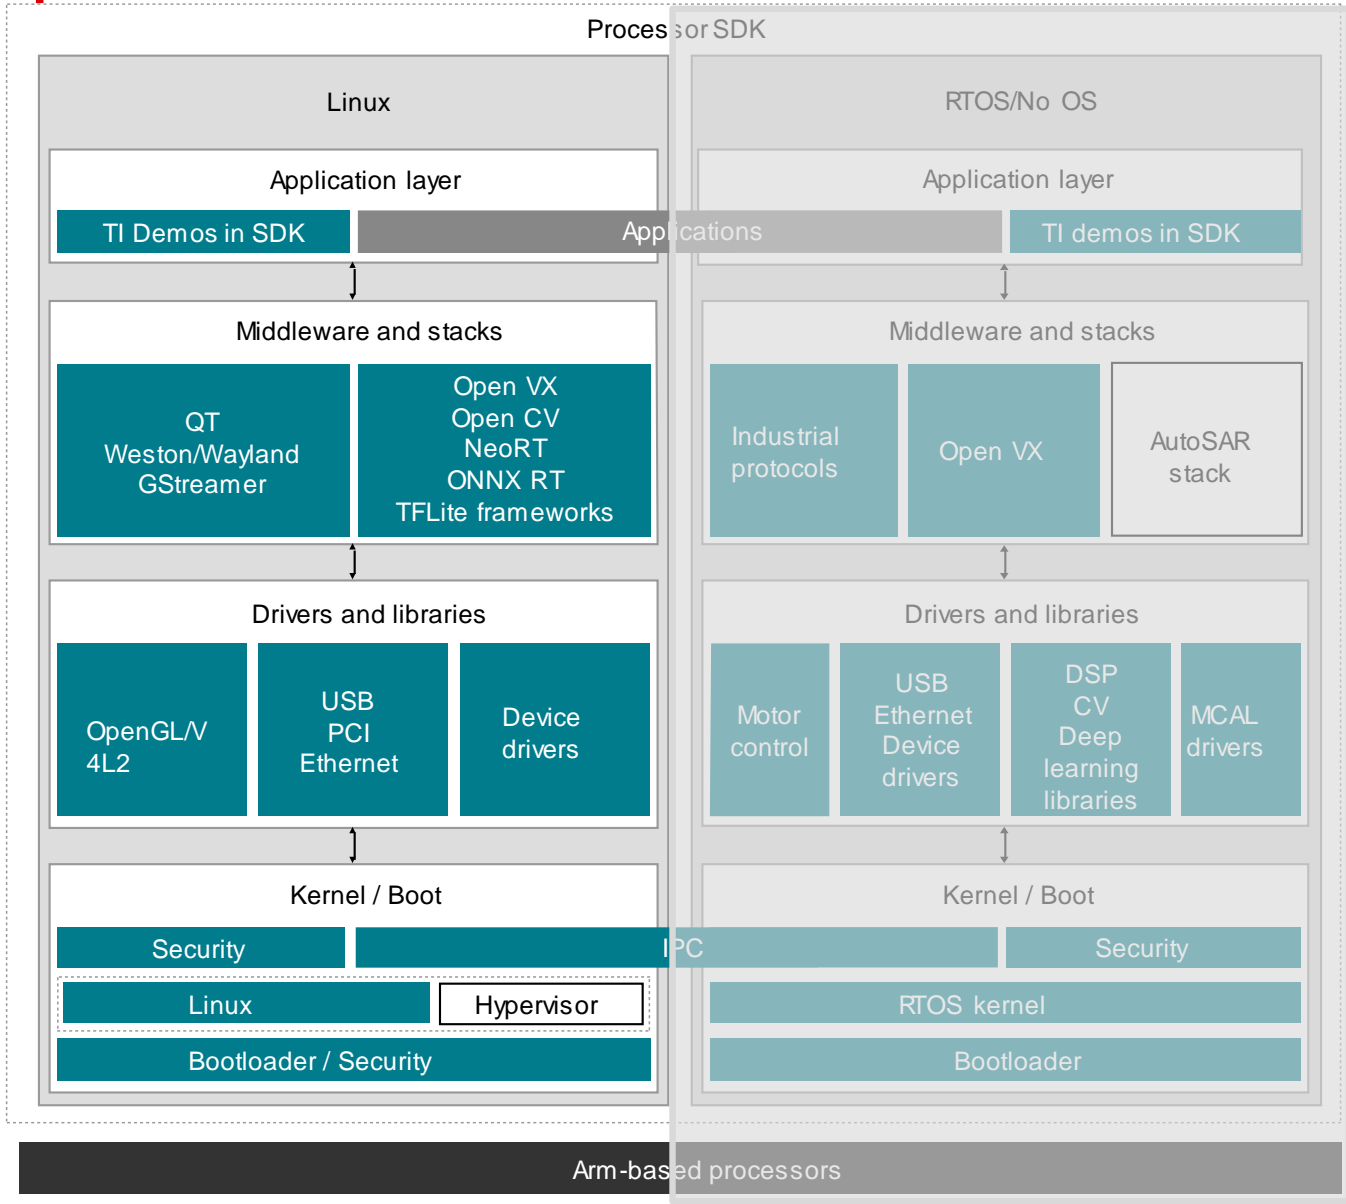 Processor SDK
Linux
Application layer
TI Demos in SDK
Applications
Middleware and stacks
QT
Weston/Wayland
GStreamer
Open VX
Open CV
NeoRT
ONNX RT
TFLite frameworks
Drivers and libraries
OpenGL/V
4L2
USB
PCI
Ethernet
Device
drivers
Kernel / Boot
Security
IPC
Linux
Hypervisor
Bootloader / Security
RTOS/No OS
Application layer
TI demos in SDK
Middleware and stacks
Industrial
protocols
Open VX
AutoSAR
stack
Drivers and libraries
Motor
control
USB
Ethernet
Device
drivers
DSP
CV
Deep
learning
libraries
MCAL
drivers
Kernel / Boot
Security
RTOS kernel
Bootloader
Arm-based processors